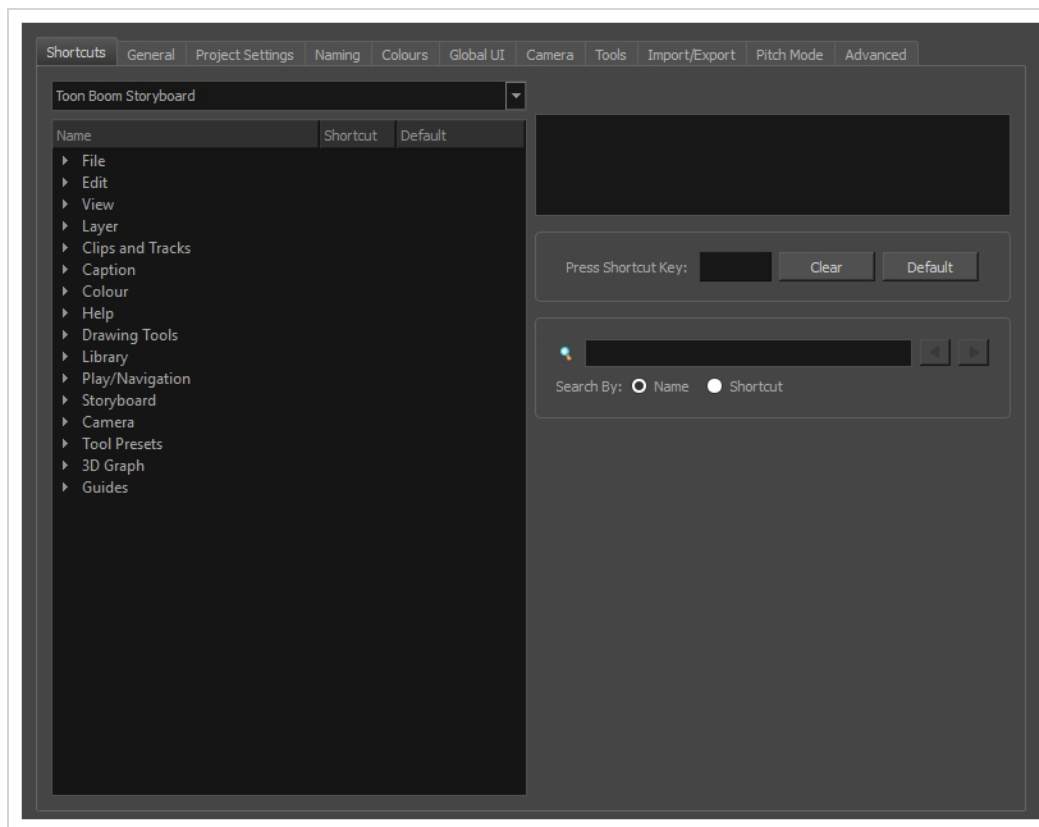 Shortcuts General Project Settings Naming Colours Global UI Camera Tools Import/Export Pitch Mode Advanced
Toon Boom Storyboard
Name Shortcut Default
File
Edit
View
Layer
Clips and Tracks
Caption
Colour
Help
Drawing Tools
Library
Play/Navigation
Storyboard
Camera
Tool Presets
3D Graph
Guides
Press Shortcut Key: Clear Default
Search By: Name Shortcut